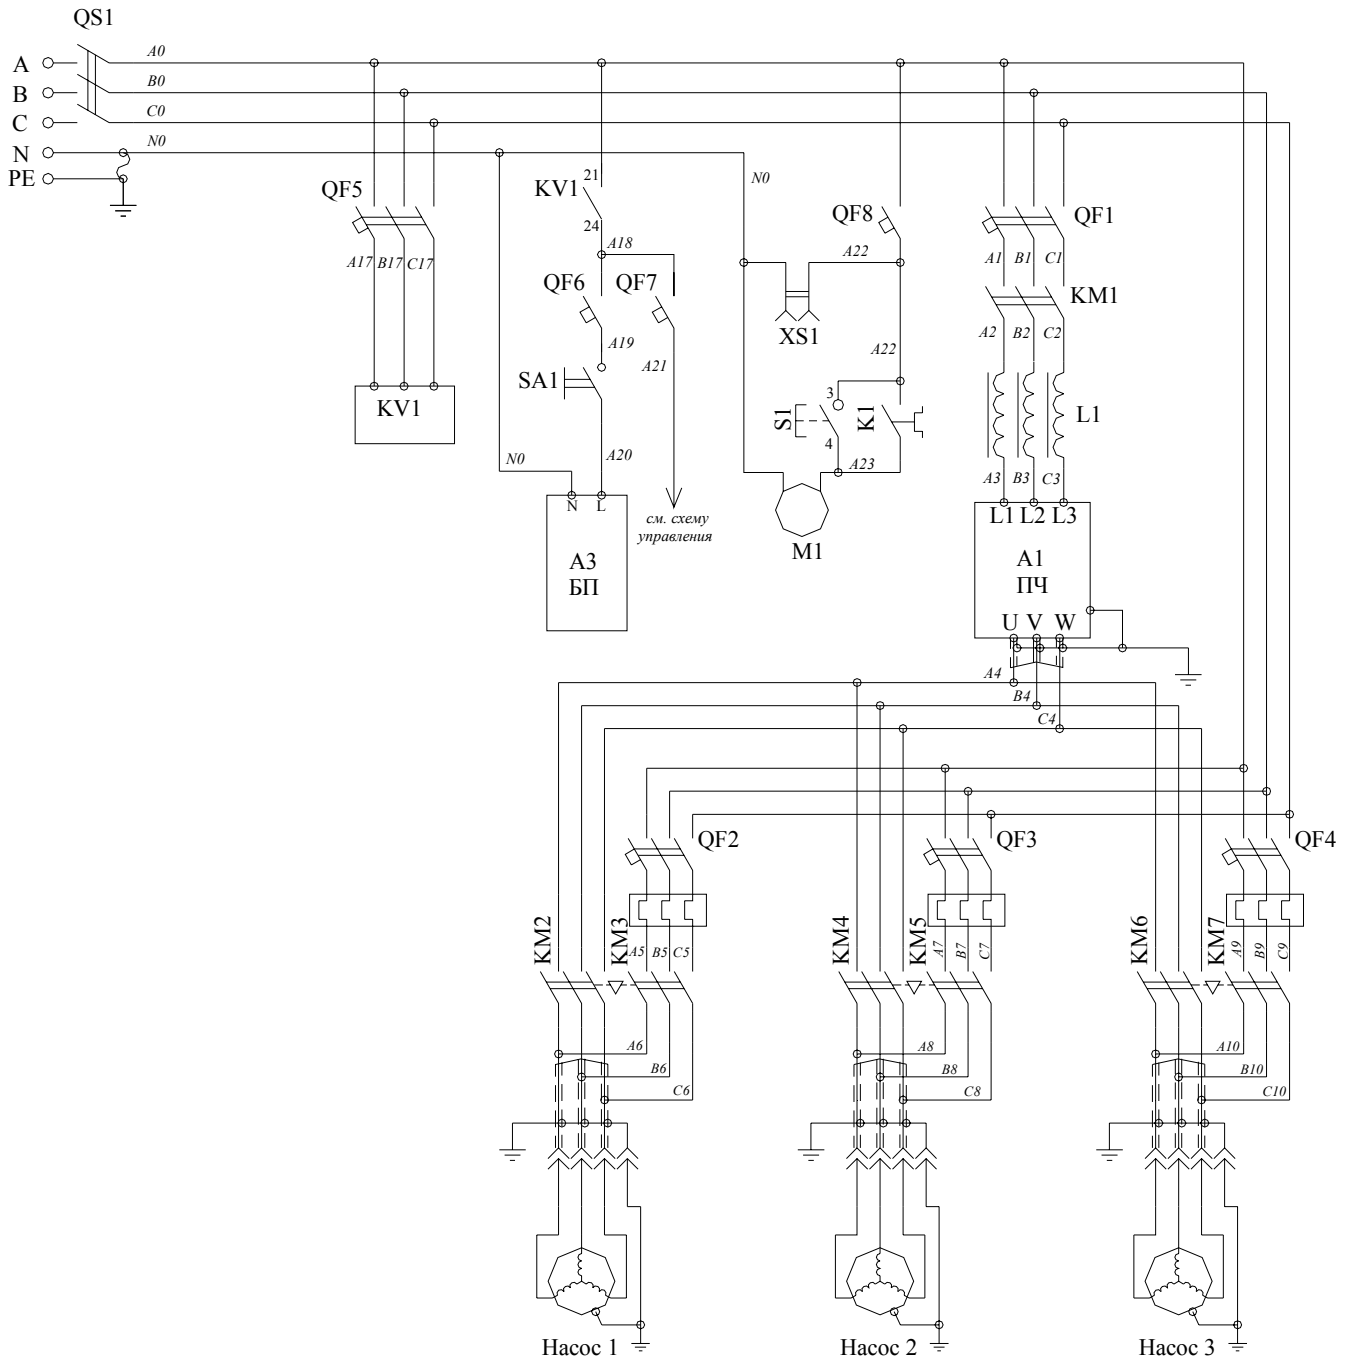 QS1
A
A0
B
B0
C
C0
N
N0
PE
QF5
A17
B17
C17
KV1
KV1
21
24
A18
QF6
QF7
A19
A21
SA1
A20
N0
N
L
А3
БП
см. схему
управления
N0
QF8
A22
XS1
A22
S1
3
4
K1
A23
M1
QF1
A1
B1
C1
KM1
A2
B2
C2
L1
A3
B3
C3
L1
L2
L3
А1
ПЧ
U
V
W
A4
B4
C4
QF2
QF3
QF4
KM2
KM3
A5
B5
C5
KM4
KM5
A7
B7
C7
KM6
KM7
A9
B9
C9
A6
B6
C6
A8
B8
C8
A10
B10
C10
Насос 1
Насос 2
Насос 3